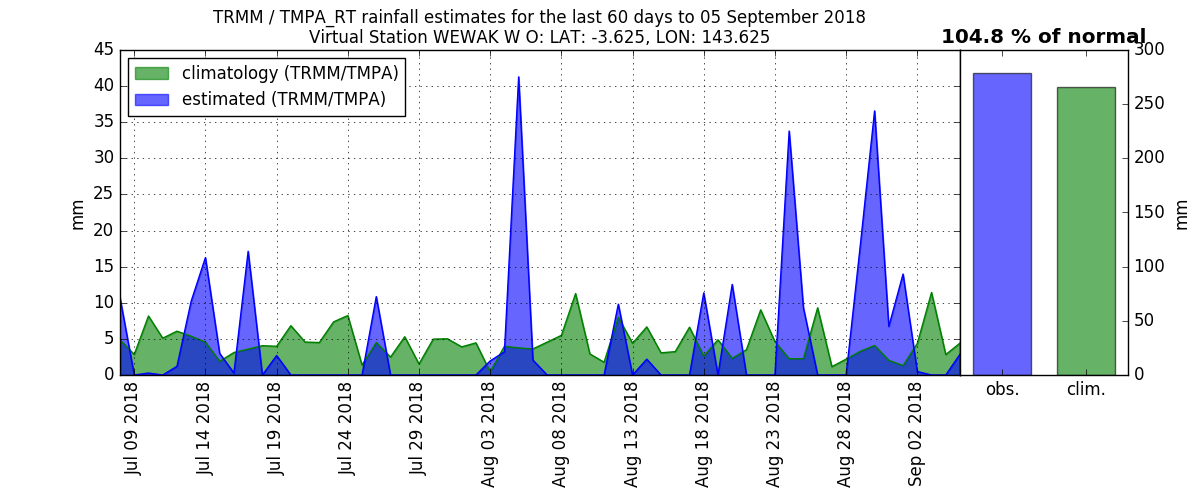 TRMM / TMPA_RT rainfall estimates for the last 60 days to 05 September 2018
Virtual Station WEWAK W O: LAT: -3.625, LON: 143.625
104.8 % of normal
climatology (TRMM/TMPA)
estimated (TRMM/TMPA)
mm
45
40
35
30
25
20
15
10
5
0
Jul 09 2018
Jul 14 2018
Jul 19 2018
Jul 24 2018
Jul 29 2018
Aug 03 2018
Aug 08 2018
Aug 13 2018
Aug 18 2018
Aug 23 2018
Aug 28 2018
Sep 02 2018
obs.
clim.
300
250
200
150
100
50
0
mm